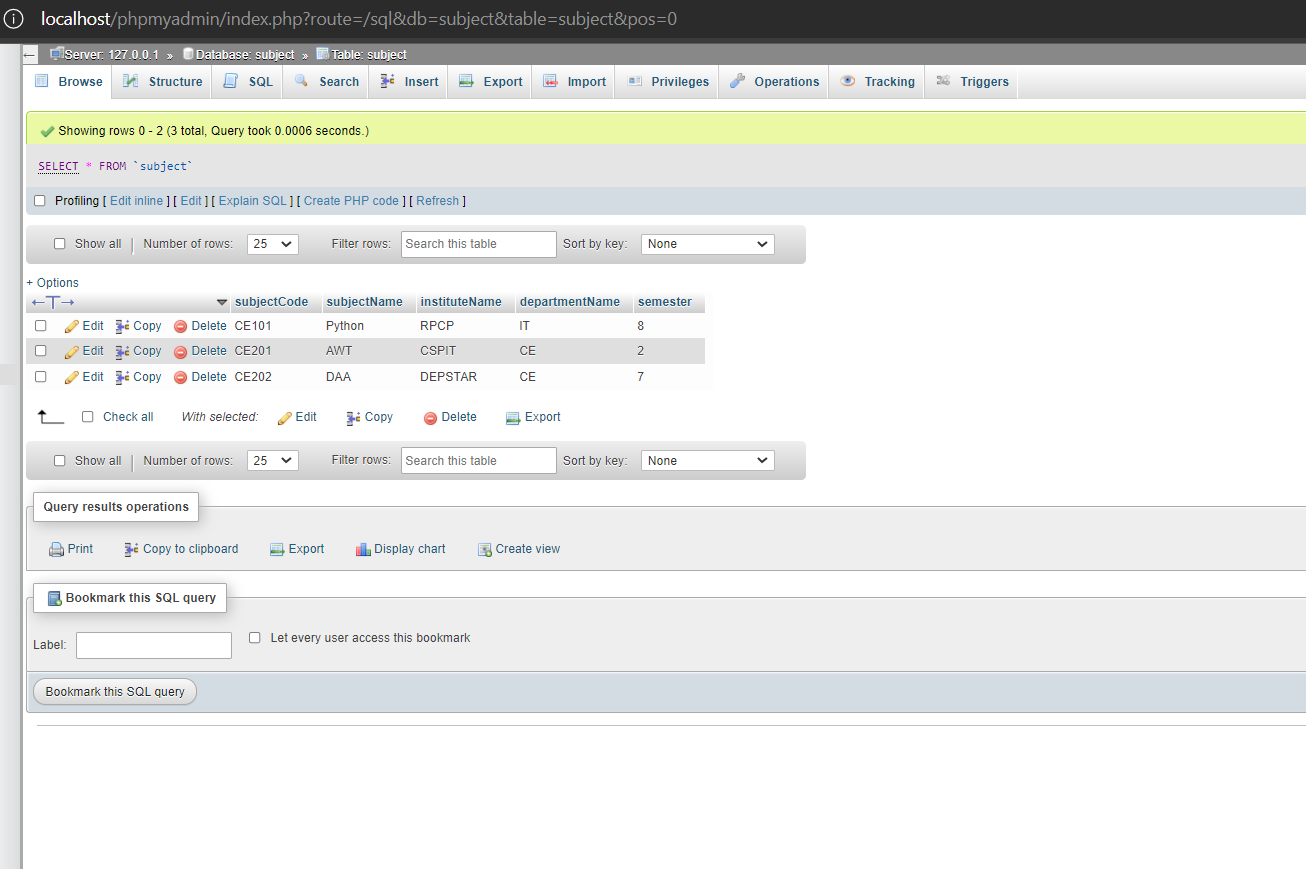 localhost/phpmyadmin/index.php?route=/sql&db=subject&table=subject&pos=0
Server: 127.0.0.1 » Database: subject » Table: subject
Browse Structure SQL Search Insert Export Import Privileges Operations Tracking Triggers
Showing rows 0 - 2 (3 total, Query took 0.0006 seconds.)
SELECT * FROM `subject`
Profiling [ Edit inline ] [ Edit ] [ Explain SQL ] [ Create PHP code ] [ Refresh ]
Show all | Number of rows: 25 Filter rows: Search this table Sort by key: None
+ Options
←T→ subjectCode subjectName instituteName departmentName semester
Edit Copy Delete CE101 Python RPCP IT 8
Edit Copy Delete CE201 AWT CSPIT CE 2
Edit Copy Delete CE202 DAA DEPSTAR CE 7
Check all With selected: Edit Copy Delete Export
Show all | Number of rows: 25 Filter rows: Search this table Sort by key: None
Query results operations
Print Copy to clipboard Export Display chart Create view
Bookmark this SQL query
Label: Let every user access this bookmark
Bookmark this SQL query